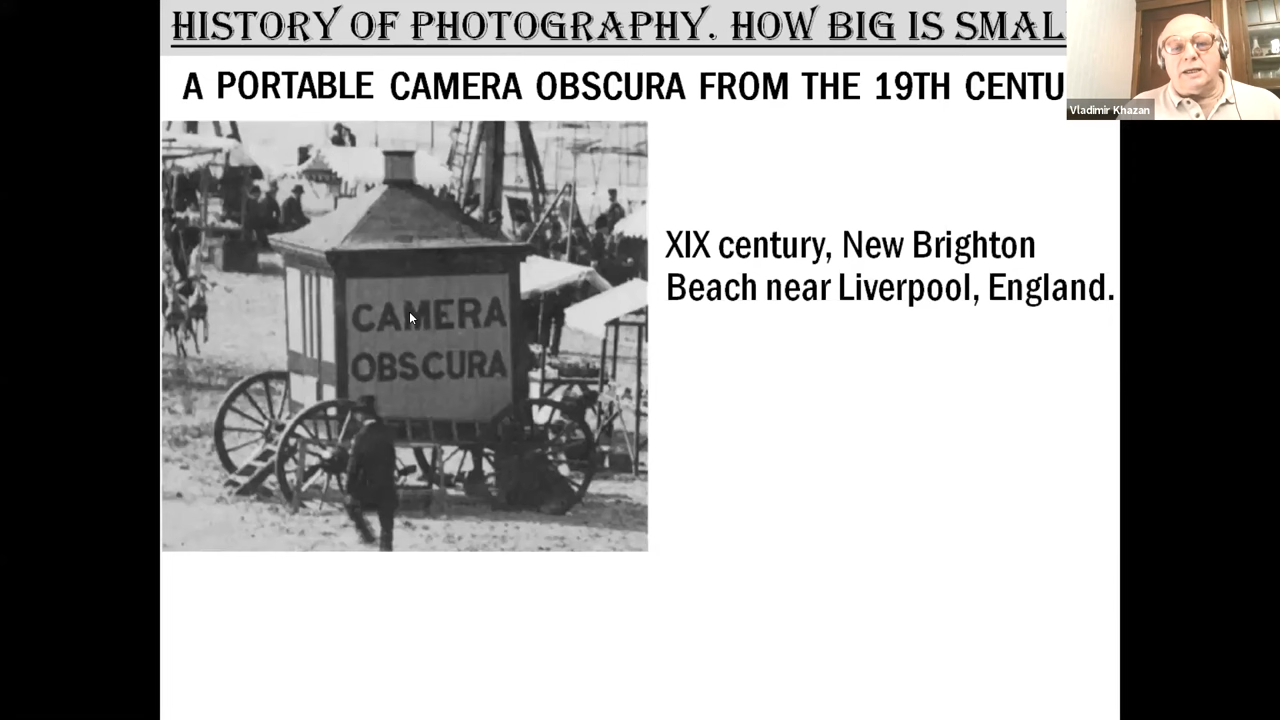 HISTORY OF PHOTOGRAPHY. HOW BIG IS SMAL
A PORTABLE CAMERA OBSCURA FROM THE 19TH CENTU
Vladimir Khazan
CAMERA
OBSCURA
XIX century, New Brighton
Beach near Liverpool, England.